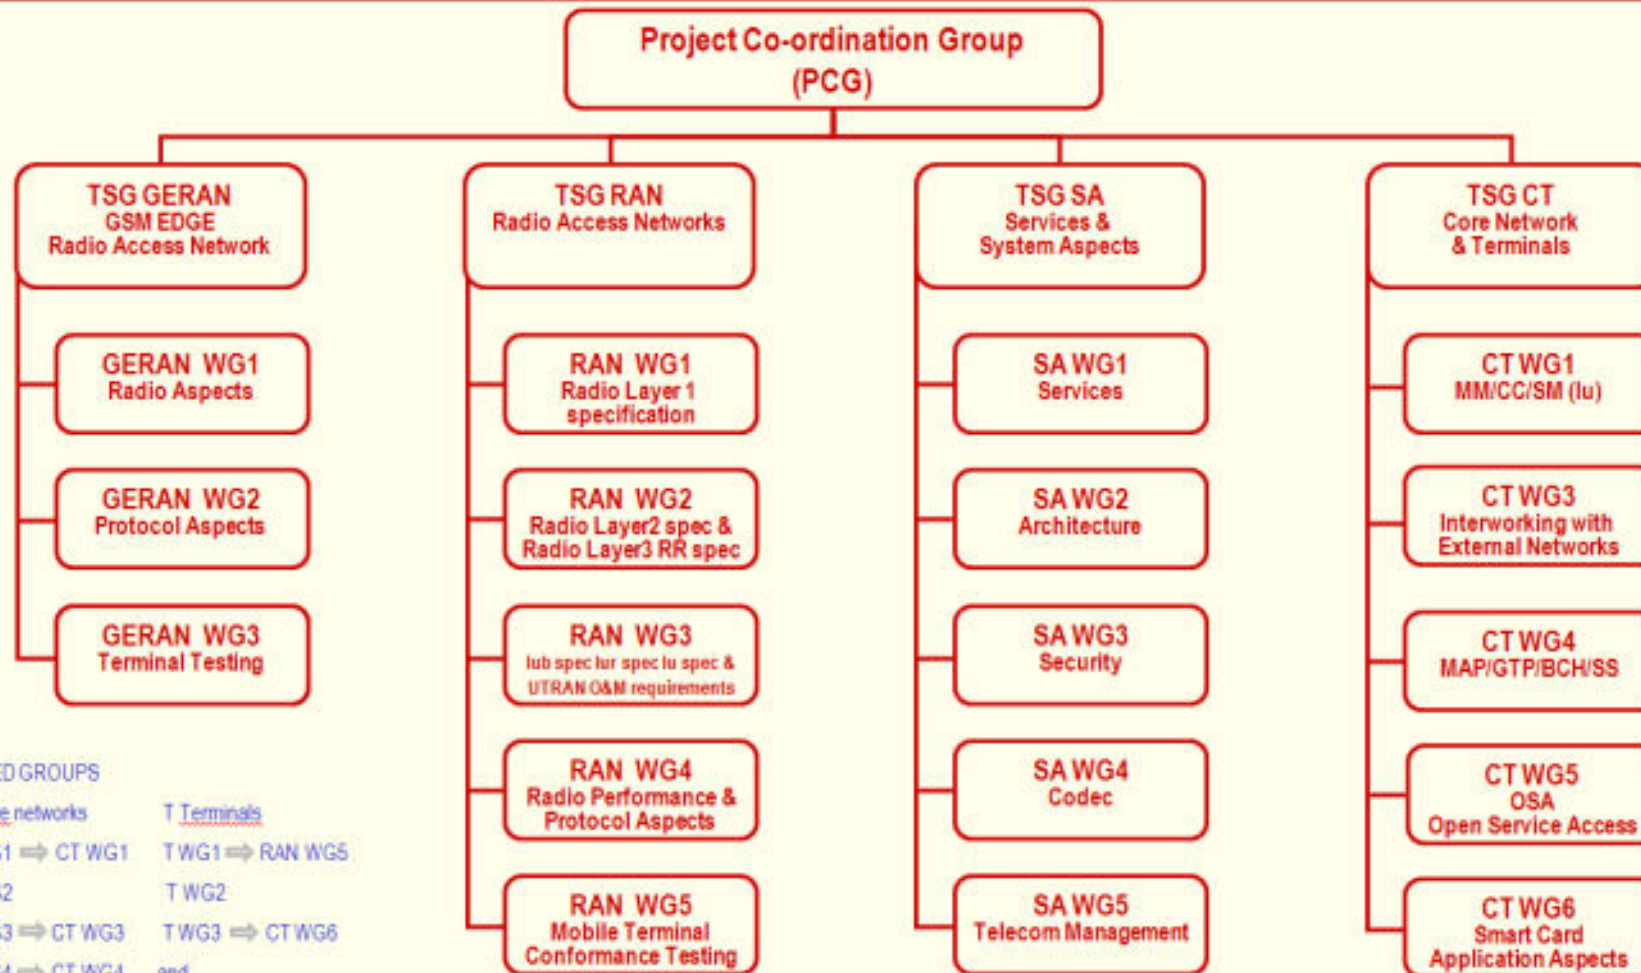 Project Co-ordination Group
(PCG)
TSG GERAN
GSM EDGE
Radio Access Network
GERAN WG1
Radio Aspects
GERAN WG2
Protocol Aspects
GERAN WG3
Terminal Testing
TSG RAN
Radio Access Networks
RAN WG1
Radio Layer 1
specification
RAN WG2
Radio Layer2 spec &
Radio Layer3 RR spec
RAN WG3
Iub spec Iur spec Iu spec &
UTRAN O&M requirements
RAN WG4
Radio Performance &
Protocol Aspects
RAN WG5
Mobile Terminal
Conformance Testing
TSG SA
Services &
System Aspects
SA WG1
Services
SA WG2
Architecture
SA WG3
Security
SA WG4
Codec
SA WG5
Telecom Management
TSG CT
Core Network
& Terminals
CT WG1
MM/CC/SM (Iu)
CT WG3
Interworking with
External Networks
CT WG4
MAP/GTP/BCH/SS
CT WG5
OSA
Open Service Access
CT WG6
Smart Card
Application Aspects
GROUPS
networks T Terminals
⇒ CT WG1 T WG1 ⇒ RAN WG5
T WG2
⇒ CT WG3 T WG3 ⇒ CT WG6
⇒ CT WG4 and